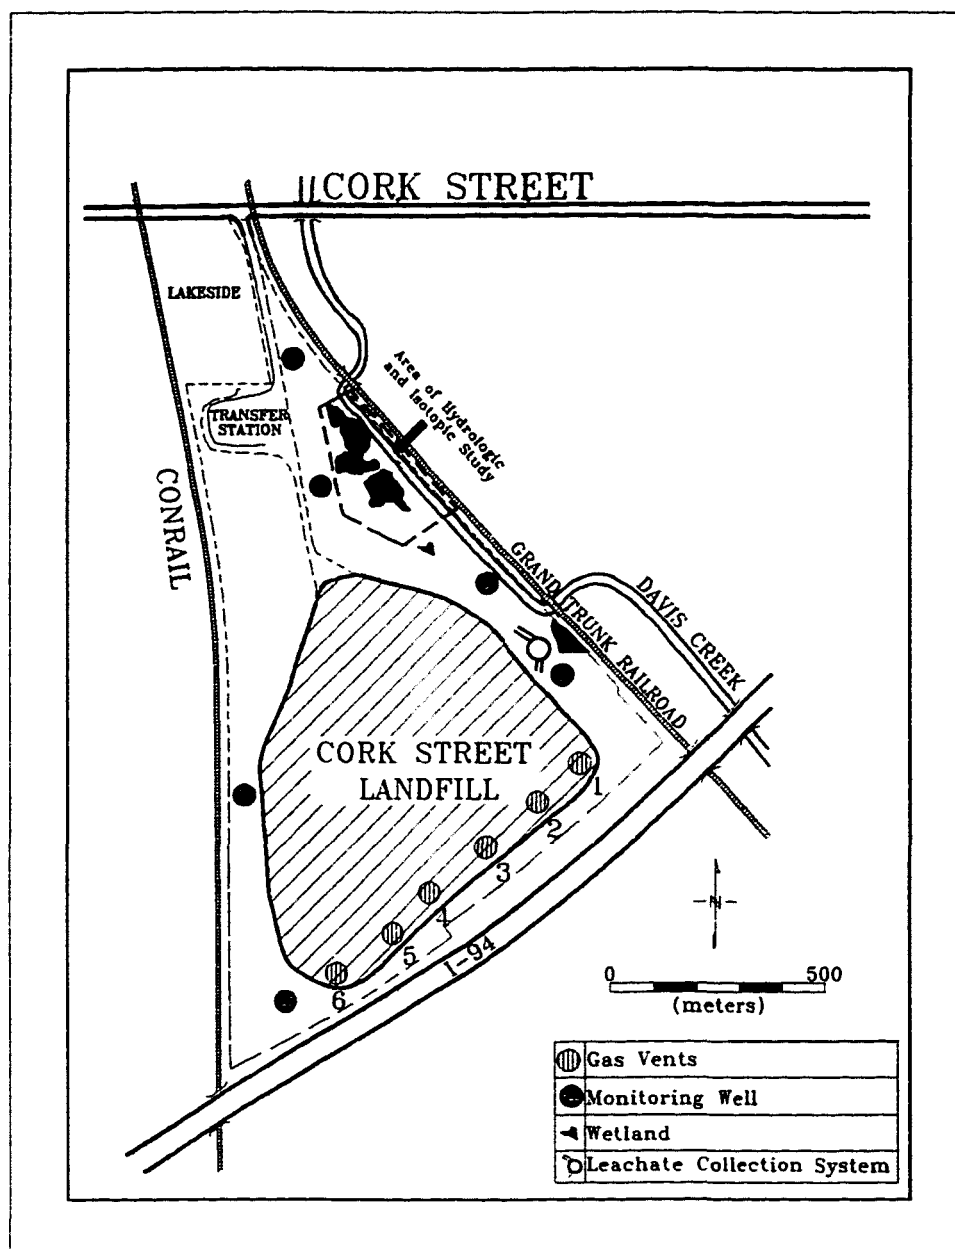 CORK STREET
LAKESIDE
Area of Hydrologic
and Isotopic Study
TRANSFER
STATION
CONRAIL
GRAND TRUNK RAILROAD
DAVIS CREEK
CORK STREET
LANDFILL
1
2
3
4
5
6
I-94
N
0 500
(meters)
Gas Vents
Monitoring Well
Wetland
Leachate Collection System